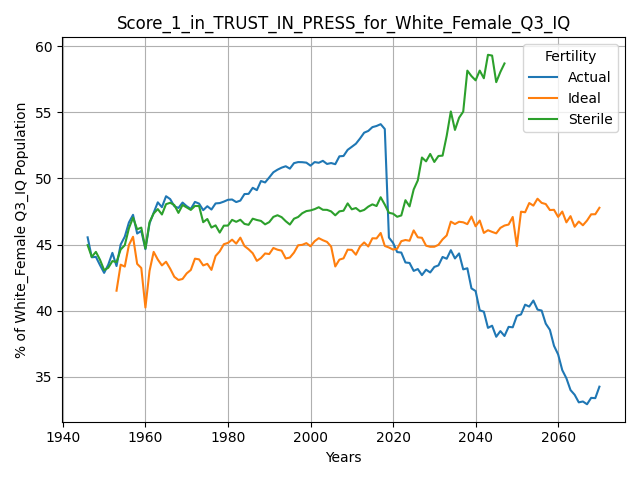 Score_1_in_TRUST_IN_PRESS_for_White_Female_Q3_IQ
% of White_Female Q3_IQ Population
60
55
50
45
40
35
Fertility
Actual
Ideal
Sterile
1940 1960 1980 2000 2020 2040 2060
Years